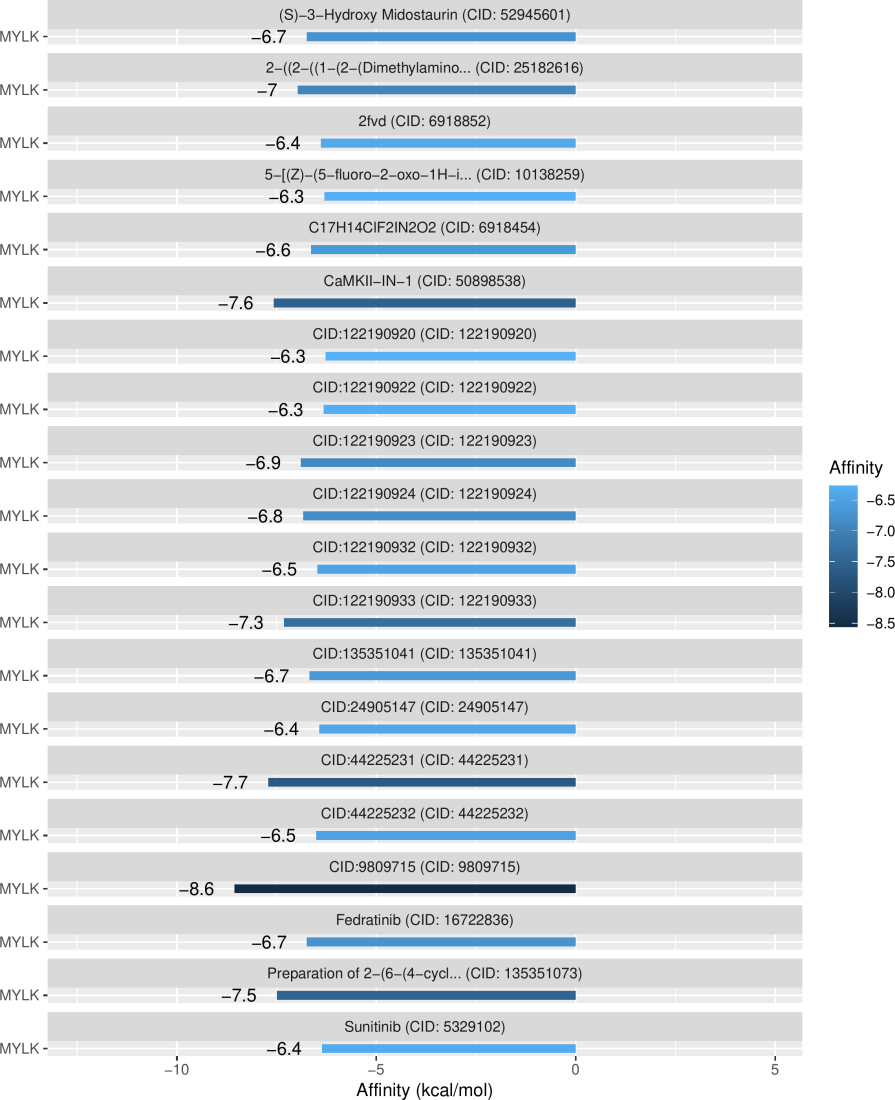 (S)−3−Hydroxy Midostaurin (CID: 52945601)
MYLK −6.7
2−((2−((1−(2−(Dimethylamino... (CID: 25182616)
MYLK −7
2fvd (CID: 6918852)
MYLK −6.4
5−[(Z)−(5−fluoro−2−oxo−1H−i... (CID: 10138259)
MYLK −6.3
C17H14ClF2IN2O2 (CID: 6918454)
MYLK −6.6
CaMKII−IN−1 (CID: 50898538)
MYLK −7.6
CID:122190920 (CID: 122190920)
MYLK −6.3
CID:122190922 (CID: 122190922)
MYLK −6.3
CID:122190923 (CID: 122190923)
MYLK −6.9
CID:122190924 (CID: 122190924)
MYLK −6.8
CID:122190932 (CID: 122190932)
MYLK −6.5
CID:122190933 (CID: 122190933)
MYLK −7.3
CID:135351041 (CID: 135351041)
MYLK −6.7
CID:24905147 (CID: 24905147)
MYLK −6.4
CID:44225231 (CID: 44225231)
MYLK −7.7
CID:44225232 (CID: 44225232)
MYLK −6.5
CID:9809715 (CID: 9809715)
MYLK −8.6
Fedratinib (CID: 16722836)
MYLK −6.7
Preparation of 2−(6−(4−cycl... (CID: 135351073)
MYLK −7.5
Sunitinib (CID: 5329102)
MYLK −6.4
−10 −5 0 5
Affinity (kcal/mol)
Affinity
−6.5
−7.0
−7.5
−8.0
−8.5